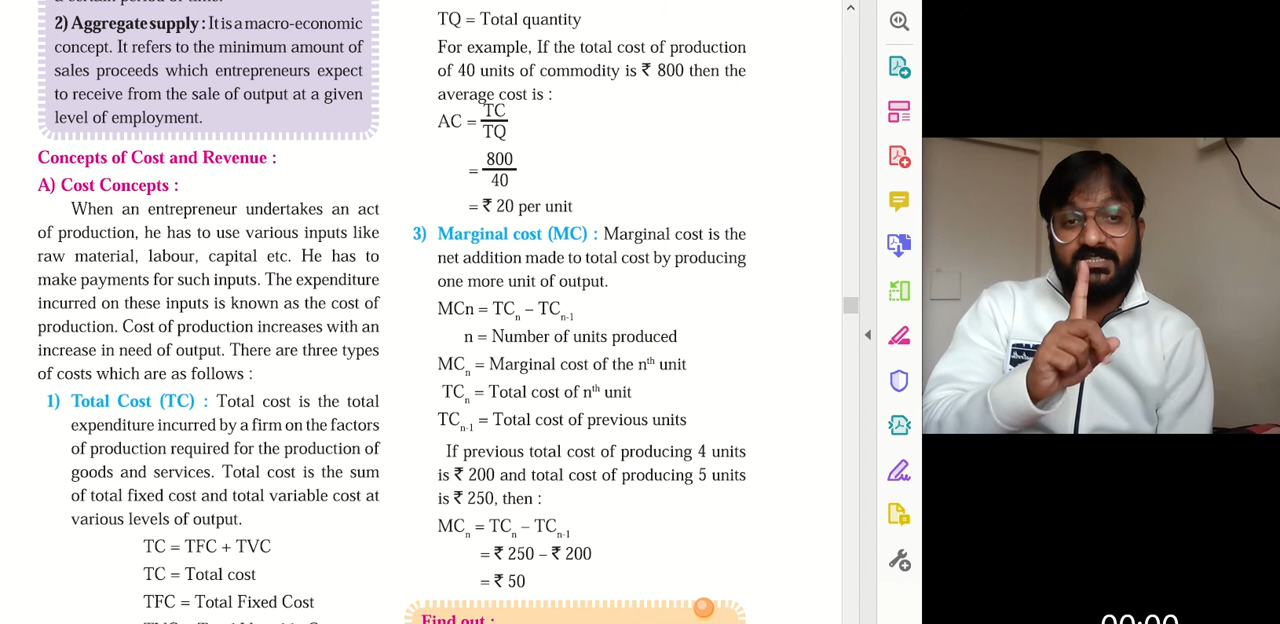 2) Aggregate supply : It is a macro-economic
concept. It refers to the minimum amount of
sales proceeds which entrepreneurs expect
to receive from the sale of output at a given
level of employment.
Concepts of Cost and Revenue :
A) Cost Concepts :
When an entrepreneur undertakes an act
of production, he has to use various inputs like
raw material, labour, capital etc. He has to
make payments for such inputs. The expenditure
incurred on these inputs is known as the cost of
production. Cost of production increases with an
increase in need of output. There are three types
of costs which are as follows :
1) Total Cost (TC) : Total cost is the total
expenditure incurred by a firm on the factors
of production required for the production of
goods and services. Total cost is the sum
of total fixed cost and total variable cost at
various levels of output.
TC = TFC + TVC
TC = Total cost
TFC = Total Fixed Cost
TQ = Total quantity
For example, If the total cost of production
of 40 units of commodity is ₹ 800 then the
average cost is :
AC = TC
TQ
= 800
40
= ₹ 20 per unit
3) Marginal cost (MC) : Marginal cost is the
net addition made to total cost by producing
one more unit of output.
MCn = TCn – TCn-1
n = Number of units produced
MCn = Marginal cost of the nth unit
TCn = Total cost of nth unit
TCn-1 = Total cost of previous units
If previous total cost of producing 4 units
is ₹ 200 and total cost of producing 5 units
is ₹ 250, then :
MCn = TCn – TCn-1
= ₹ 250 – ₹ 200
= ₹ 50
Find out :
00:00